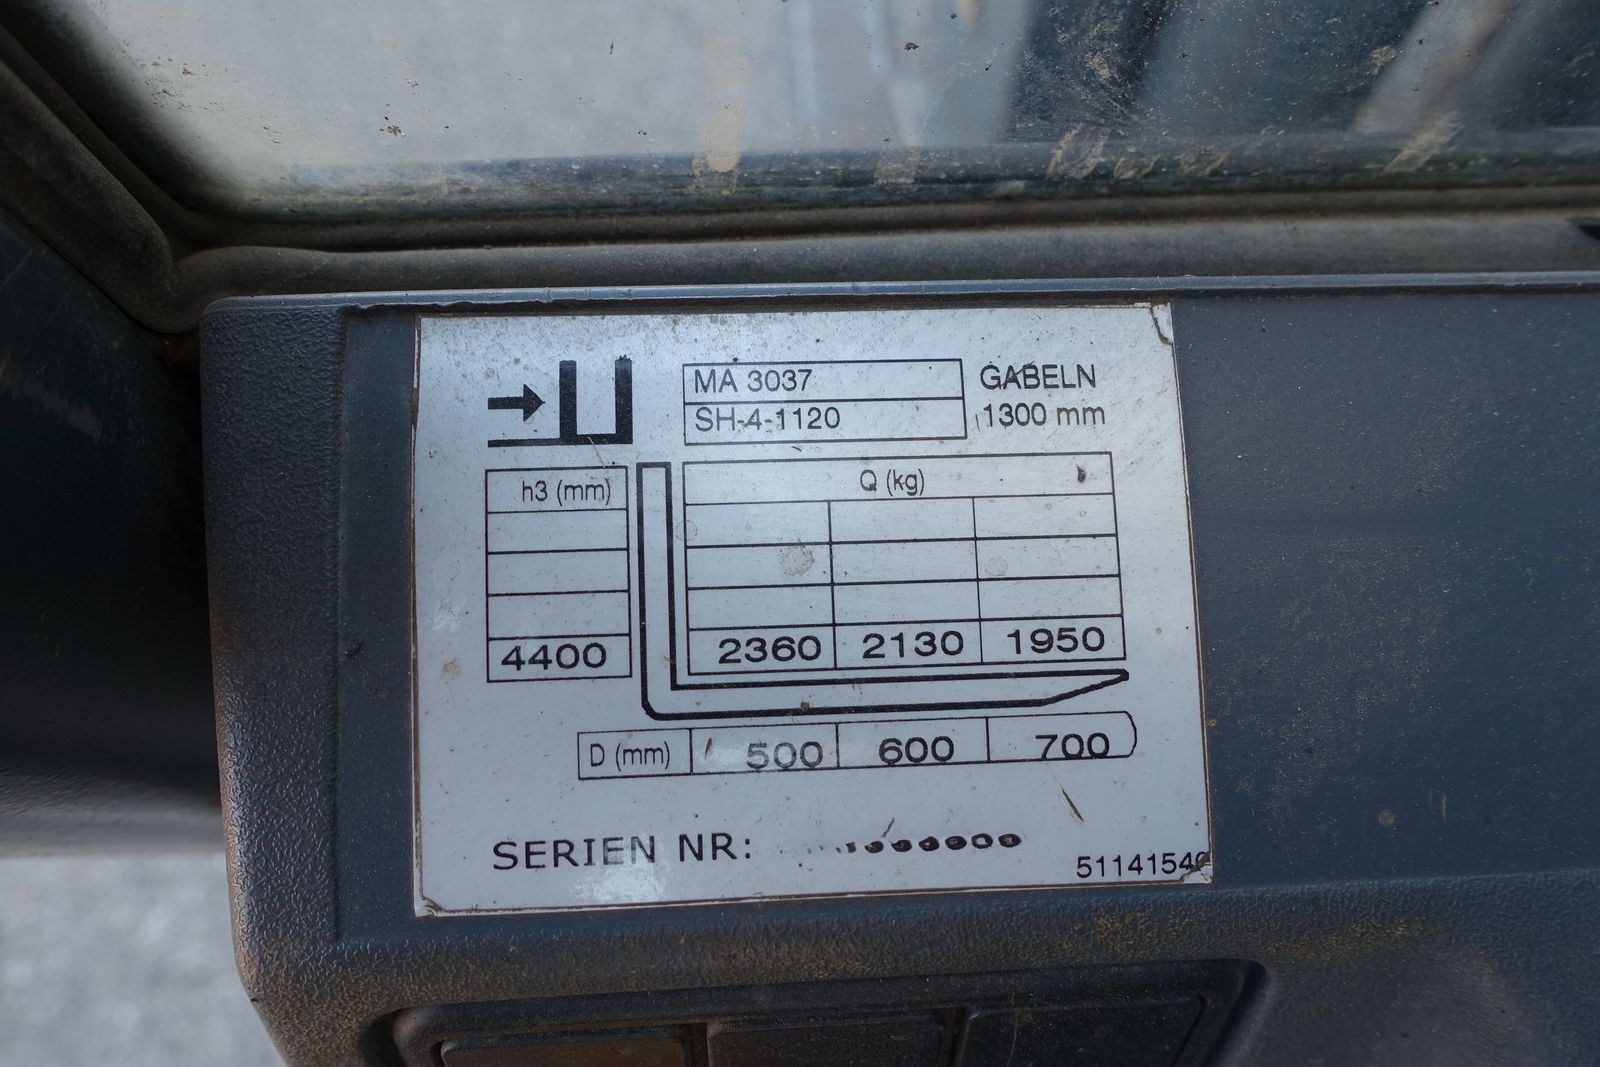 MA 3037
SH-4-1120
GABELN
1300 mm
h3 (mm)
Q (kg)
4400
2360 2130 1950
D (mm) 500 600 700
SERIEN NR: